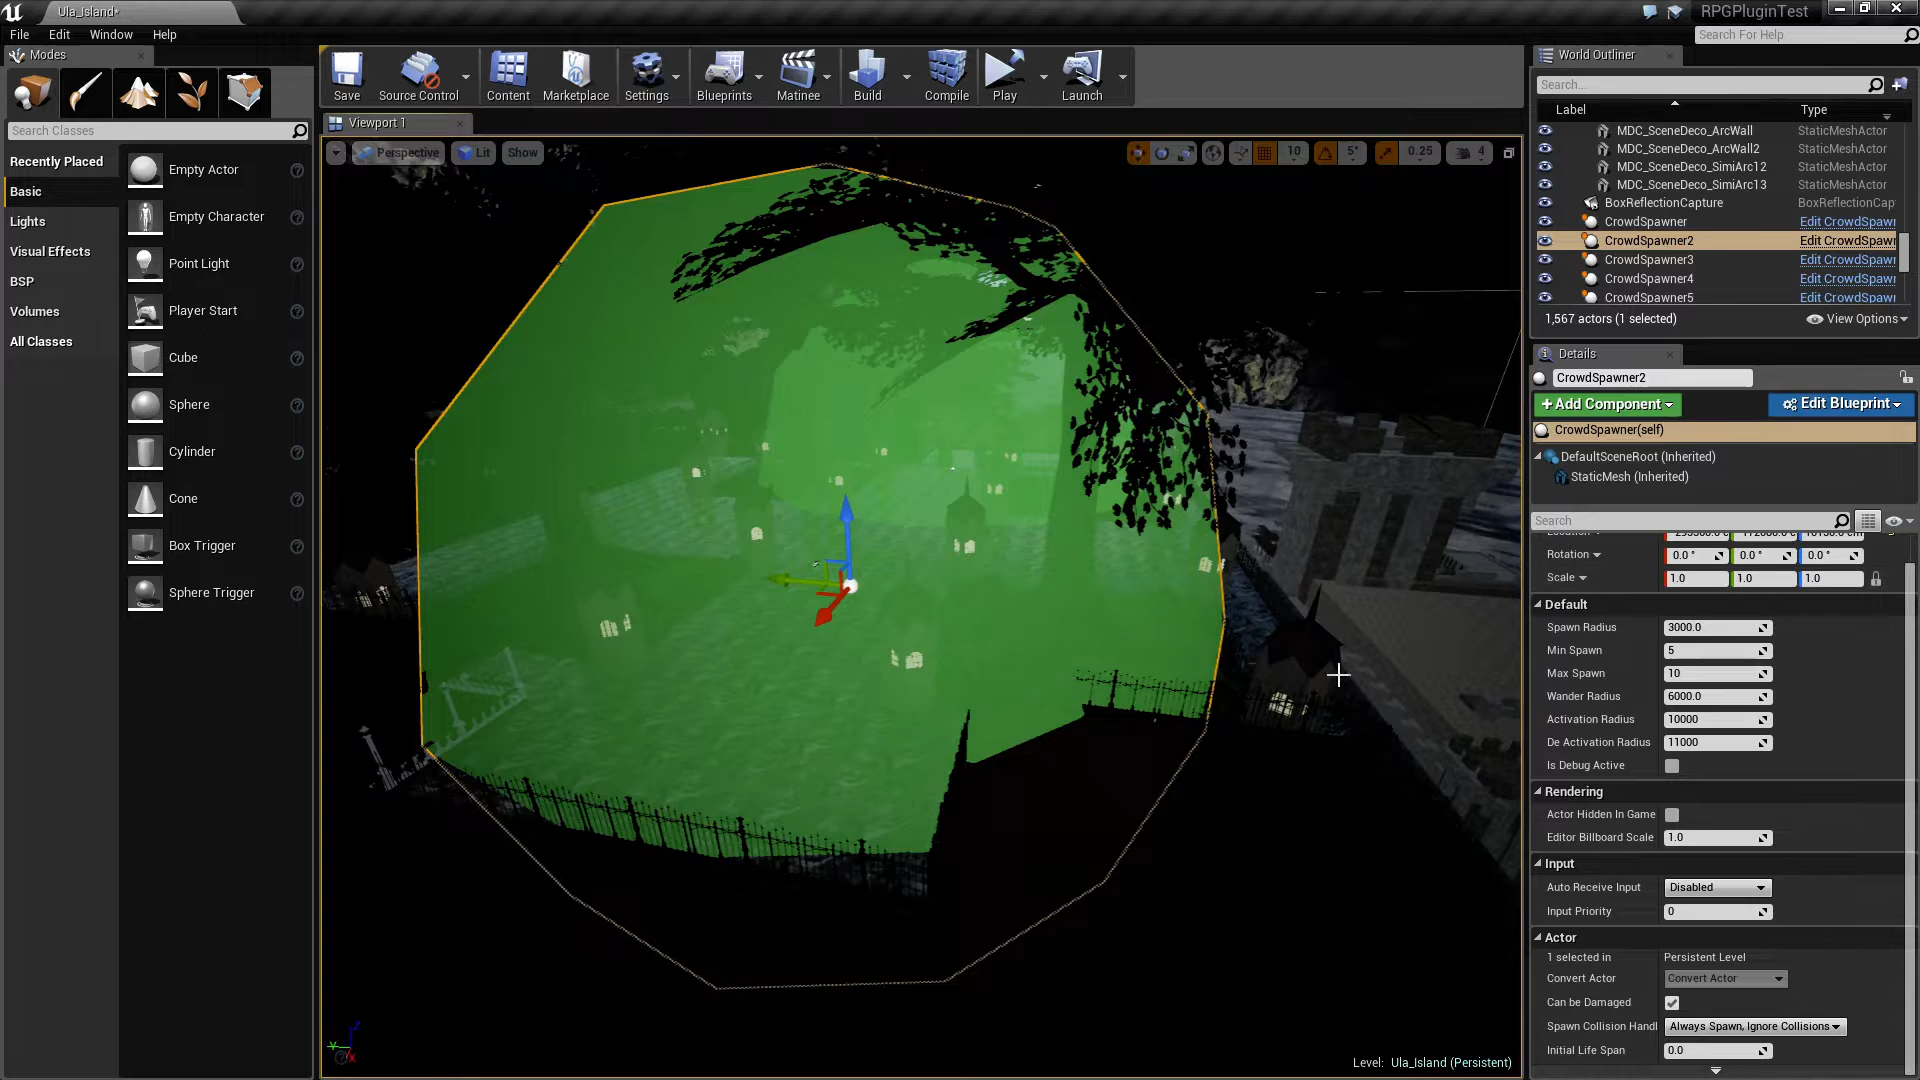 Ula_Island*
RPGPluginTest
File
Edit
Window
Help
Search For Help
Modes
Search Classes
Recently Placed
Basic
Lights
Visual Effects
BSP
Volumes
All Classes
Empty Actor
Empty Character
Point Light
Player Start
Cube
Sphere
Cylinder
Cone
Box Trigger
Sphere Trigger
Save
Source Control
Content
Marketplace
Settings
Blueprints
Matinee
Build
Compile
Play
Launch
Viewport 1
Perspective
Lit
Show
10
5°
0.25
4
Level: Ula_Island (Persistent)
World Outliner
Search...
Label
Type
MDC_SceneDeco_ArcWall StaticMeshActor
MDC_SceneDeco_ArcWall2 StaticMeshActor
MDC_SceneDeco_SimiArc12 StaticMeshActor
MDC_SceneDeco_SimiArc13 StaticMeshActor
BoxReflectionCapture BoxReflectionCap
CrowdSpawner Edit CrowdSpawn
CrowdSpawner2 Edit CrowdSpawn
CrowdSpawner3 Edit CrowdSpawn
CrowdSpawner4 Edit CrowdSpawn
CrowdSpawner5 Edit CrowdSpawn
1,567 actors (1 selected)
View Options
Details
CrowdSpawner2
+Add Component
Edit Blueprint
CrowdSpawner(self)
DefaultSceneRoot (Inherited)
StaticMesh (Inherited)
Search
Rotation 0.0 ° 0.0 ° 0.0 °
Scale 1.0 1.0 1.0
Default
Spawn Radius 3000.0
Min Spawn 5
Max Spawn 10
Wander Radius 6000.0
Activation Radius 10000
De Activation Radius 11000
Is Debug Active
Rendering
Actor Hidden In Game
Editor Billboard Scale 1.0
Input
Auto Receive Input Disabled
Input Priority 0
Actor
1 selected in Persistent Level
Convert Actor Convert Actor
Can be Damaged
Spawn Collision Handl Always Spawn, Ignore Collisions
Initial Life Span 0.0